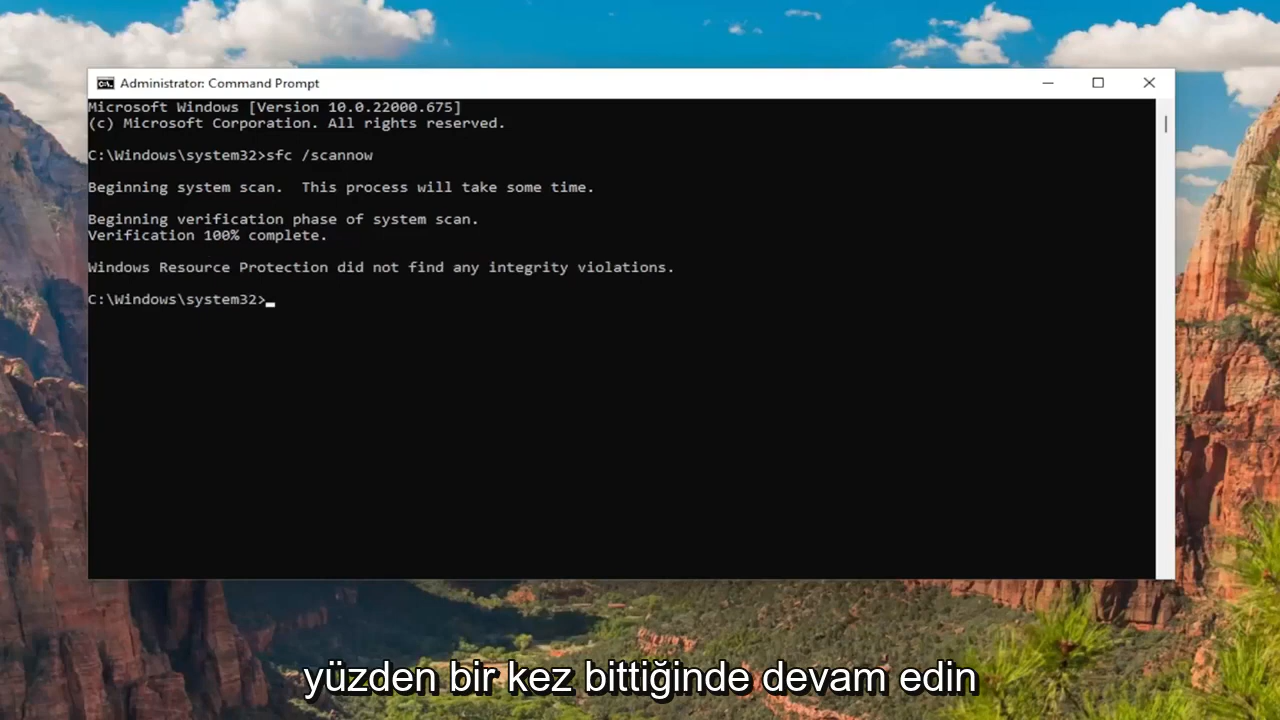 Administrator: Command Prompt
Microsoft Windows [Version 10.0.22000.675]
(c) Microsoft Corporation. All rights reserved.
C:\Windows\system32>sfc /scannow
Beginning system scan.  This process will take some time.
Beginning verification phase of system scan.
Verification 100% complete.
Windows Resource Protection did not find any integrity violations.
C:\Windows\system32>
yüzden bir kez bittiğinde devam edin